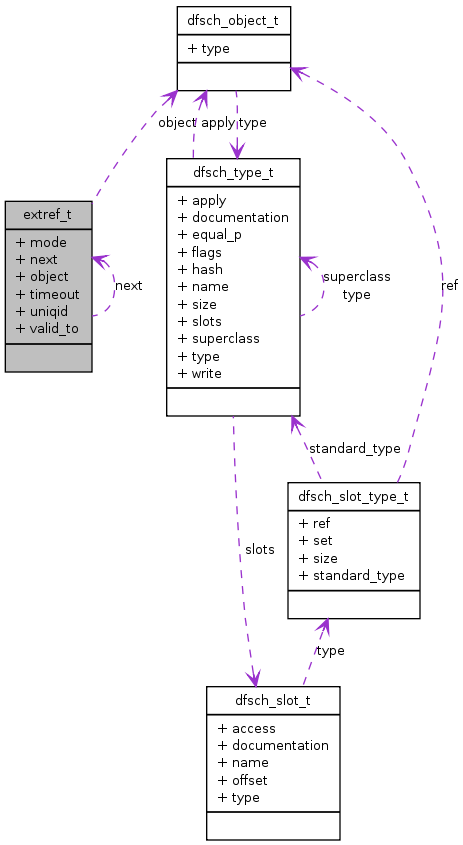 dfsch_object_t
+ type
object
apply
type
dfsch_type_t
+ apply
+ documentation
+ equal_p
+ flags
+ hash
+ name
+ size
+ slots
+ superclass
+ type
+ write
extref_t
+ mode
+ next
+ object
+ timeout
+ uniqid
+ valid_to
next
superclass
type
ref
standard_type
dfsch_slot_type_t
+ ref
+ set
+ size
+ standard_type
slots
type
dfsch_slot_t
+ access
+ documentation
+ name
+ offset
+ type